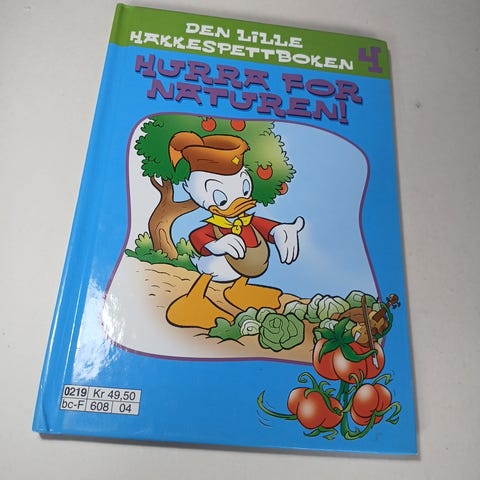 DEN LILLE
HAKKESPETTBOKEN 4
HURRA FOR
NATUREN!
0219 Kr 49,50
bc-F 608 04